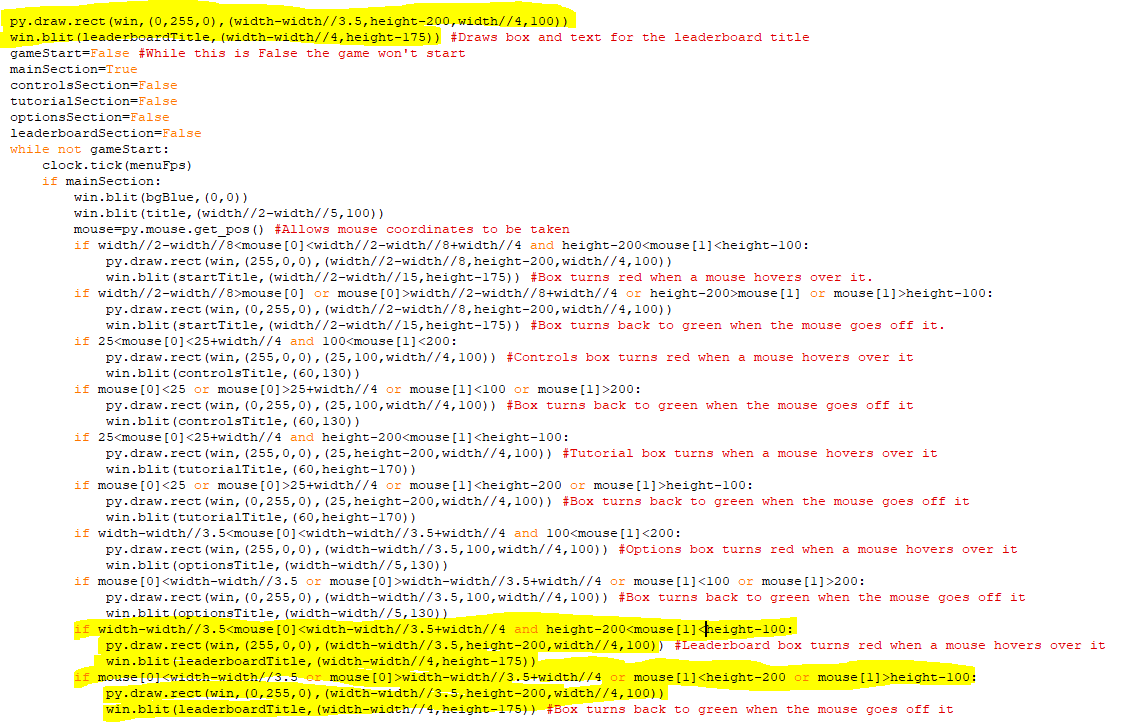 py.draw.rect(win,(0,255,0),(width-width//3.5,height-200,width//4,100))
win.blit(leaderboardTitle,(width-width//4,height-175)) #Draws box and text for the leaderboard title
gameStart=False #While this is False the game won't start
mainSection=True
controlsSection=False
tutorialSection=False
optionsSection=False
leaderboardSection=False
while not gameStart:
    clock.tick(menuFps)
    if mainSection:
        win.blit(bgBlue,(0,0))
        win.blit(title,(width//2-width//5,100))
        mouse=py.mouse.get_pos() #Allows mouse coordinates to be taken
        if width//2-width//8<mouse[0]<width//2-width//8+width//4 and height-200<mouse[1]<height-100:
            py.draw.rect(win,(255,0,0),(width//2-width//8,height-200,width//4,100))
            win.blit(startTitle,(width//2-width//15,height-175)) #Box turns red when a mouse hovers over it.
        if width//2-width//8>mouse[0] or mouse[0]>width//2-width//8+width//4 or height-200>mouse[1] or mouse[1]>height-100:
            py.draw.rect(win,(0,255,0),(width//2-width//8,height-200,width//4,100))
            win.blit(startTitle,(width//2-width//15,height-175)) #Box turns back to green when the mouse goes off it.
        if 25<mouse[0]<25+width//4 and 100<mouse[1]<200:
            py.draw.rect(win,(255,0,0),(25,100,width//4,100)) #Controls box turns red when a mouse hovers over it
            win.blit(controlsTitle,(60,130))
        if mouse[0]<25 or mouse[0]>25+width//4 or mouse[1]<100 or mouse[1]>200:
            py.draw.rect(win,(0,255,0),(25,100,width//4,100)) #Box turns back to green when the mouse goes off it
            win.blit(controlsTitle,(60,130))
        if 25<mouse[0]<25+width//4 and height-200<mouse[1]<height-100:
            py.draw.rect(win,(255,0,0),(25,height-200,width//4,100)) #Tutorial box turns when a mouse hovers over it
            win.blit(tutorialTitle,(60,height-170))
        if mouse[0]<25 or mouse[0]>25+width//4 or mouse[1]<height-200 or mouse[1]>height-100:
            py.draw.rect(win,(0,255,0),(25,height-200,width//4,100)) #Box turns back to green when the mouse goes off it
            win.blit(tutorialTitle,(60,height-170))
        if width-width//3.5<mouse[0]<width-width//3.5+width//4 and 100<mouse[1]<200:
            py.draw.rect(win,(255,0,0),(width-width//3.5,100,width//4,100)) #Options box turns red when a mouse hovers over it
            win.blit(optionsTitle,(width-width//5,130))
        if mouse[0]<width-width//3.5 or mouse[0]>width-width//3.5+width//4 or mouse[1]<100 or mouse[1]>200:
            py.draw.rect(win,(0,255,0),(width-width//3.5,100,width//4,100)) #Box turns back to green when the mouse goes off it
            win.blit(optionsTitle,(width-width//5,130))
        if width-width//3.5<mouse[0]<width-width//3.5+width//4 and height-200<mouse[1]<height-100:
            py.draw.rect(win,(255,0,0),(width-width//3.5,height-200,width//4,100)) #Leaderboard box turns red when a mouse hovers over it
            win.blit(leaderboardTitle,(width-width//4,height-175))
        if mouse[0]<width-width//3.5 or mouse[0]>width-width//3.5+width//4 or mouse[1]<height-200 or mouse[1]>height-100:
            py.draw.rect(win,(0,255,0),(width-width//3.5,height-200,width//4,100))
            win.blit(leaderboardTitle,(width-width//4,height-175)) #Box turns back to green when the mouse goes off it